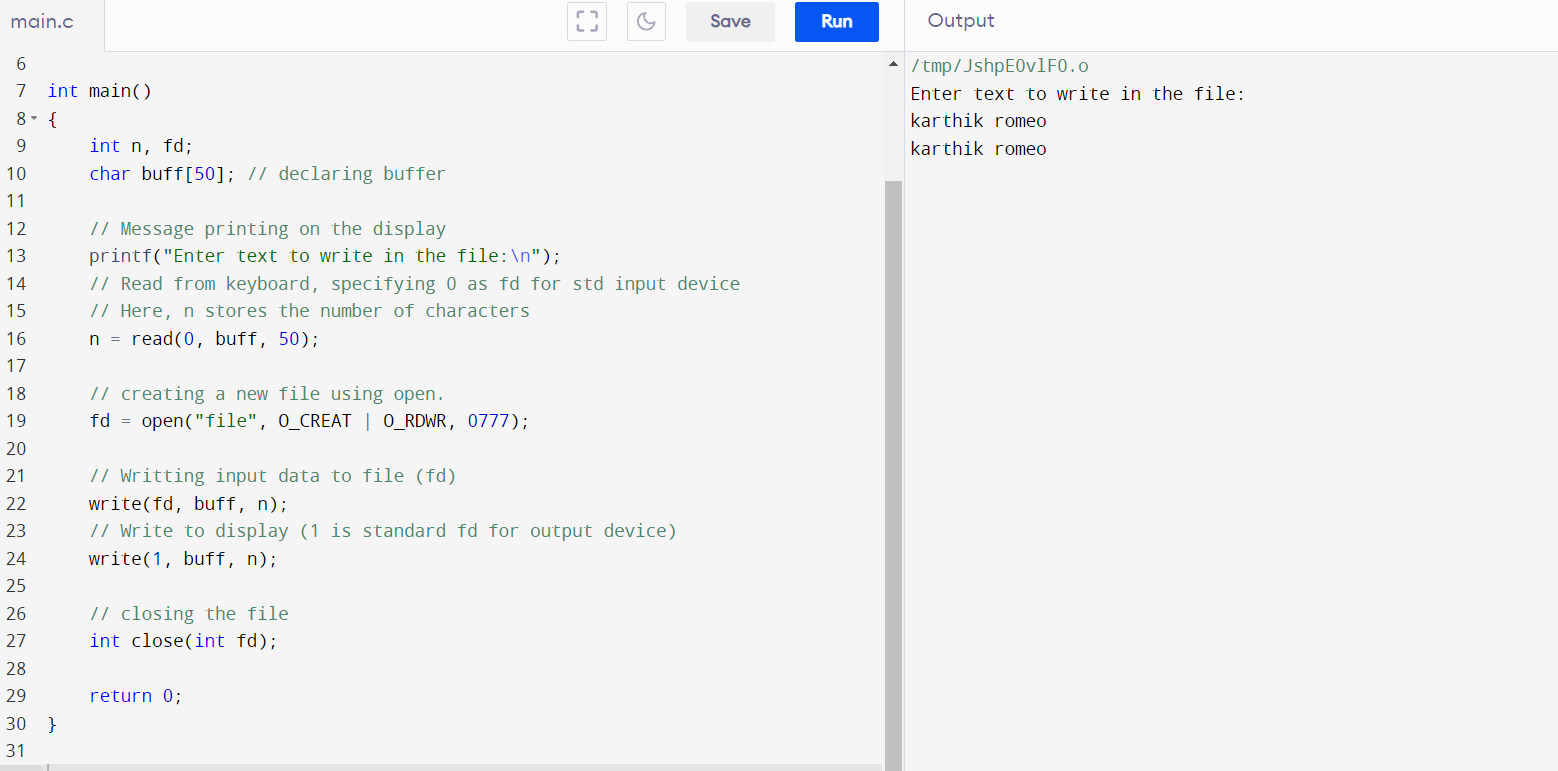 main.c
Save
Run
Output
6
7 int main()
8 {
9 int n, fd;
10 char buff[50]; // declaring buffer
11
12 // Message printing on the display
13 printf("Enter text to write in the file:\n");
14 // Read from keyboard, specifying 0 as fd for std input device
15 // Here, n stores the number of characters
16 n = read(0, buff, 50);
17
18 // creating a new file using open.
19 fd = open("file", O_CREAT | O_RDWR, 0777);
20
21 // Writting input data to file (fd)
22 write(fd, buff, n);
23 // Write to display (1 is standard fd for output device)
24 write(1, buff, n);
25
26 // closing the file
27 int close(int fd);
28
29 return 0;
30 }
31
/tmp/JshpE0vlF0.o
Enter text to write in the file:
karthik romeo
karthik romeo